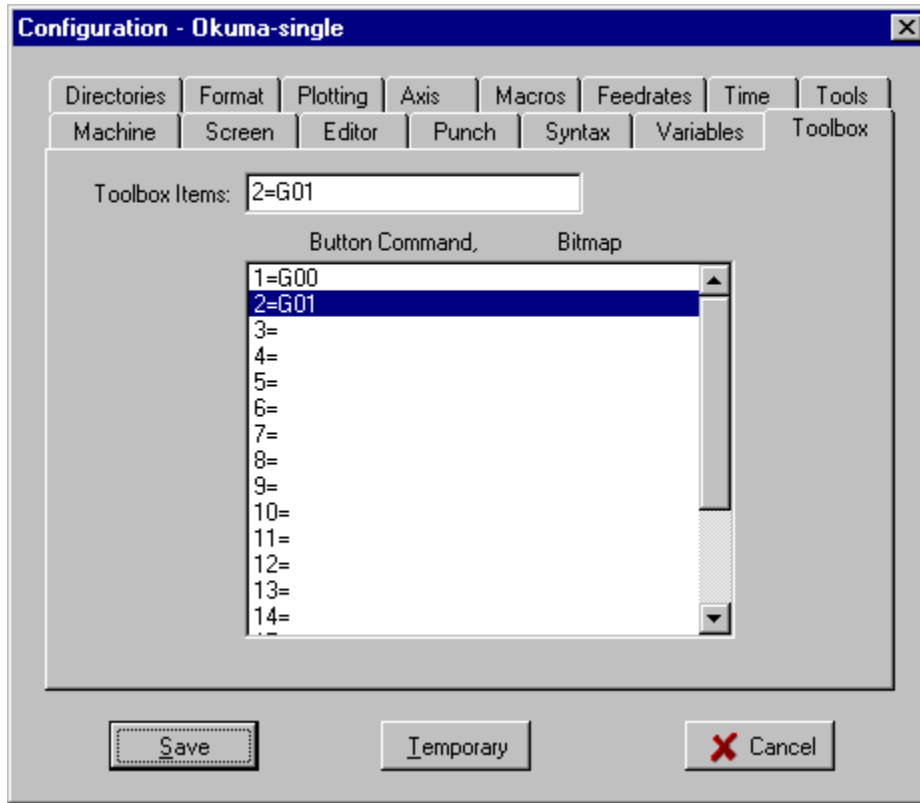 Configuration - Okuma-single
Directories Format Plotting Axis Macros Feedrates Time Tools
Machine Screen Editor Punch Syntax Variables Toolbox
Toolbox Items: 2=G01
Button Command, Bitmap
1=G00
2=G01
3=
4=
5=
6=
7=
8=
9=
10=
11=
12=
13=
14=
Save Temporary Cancel